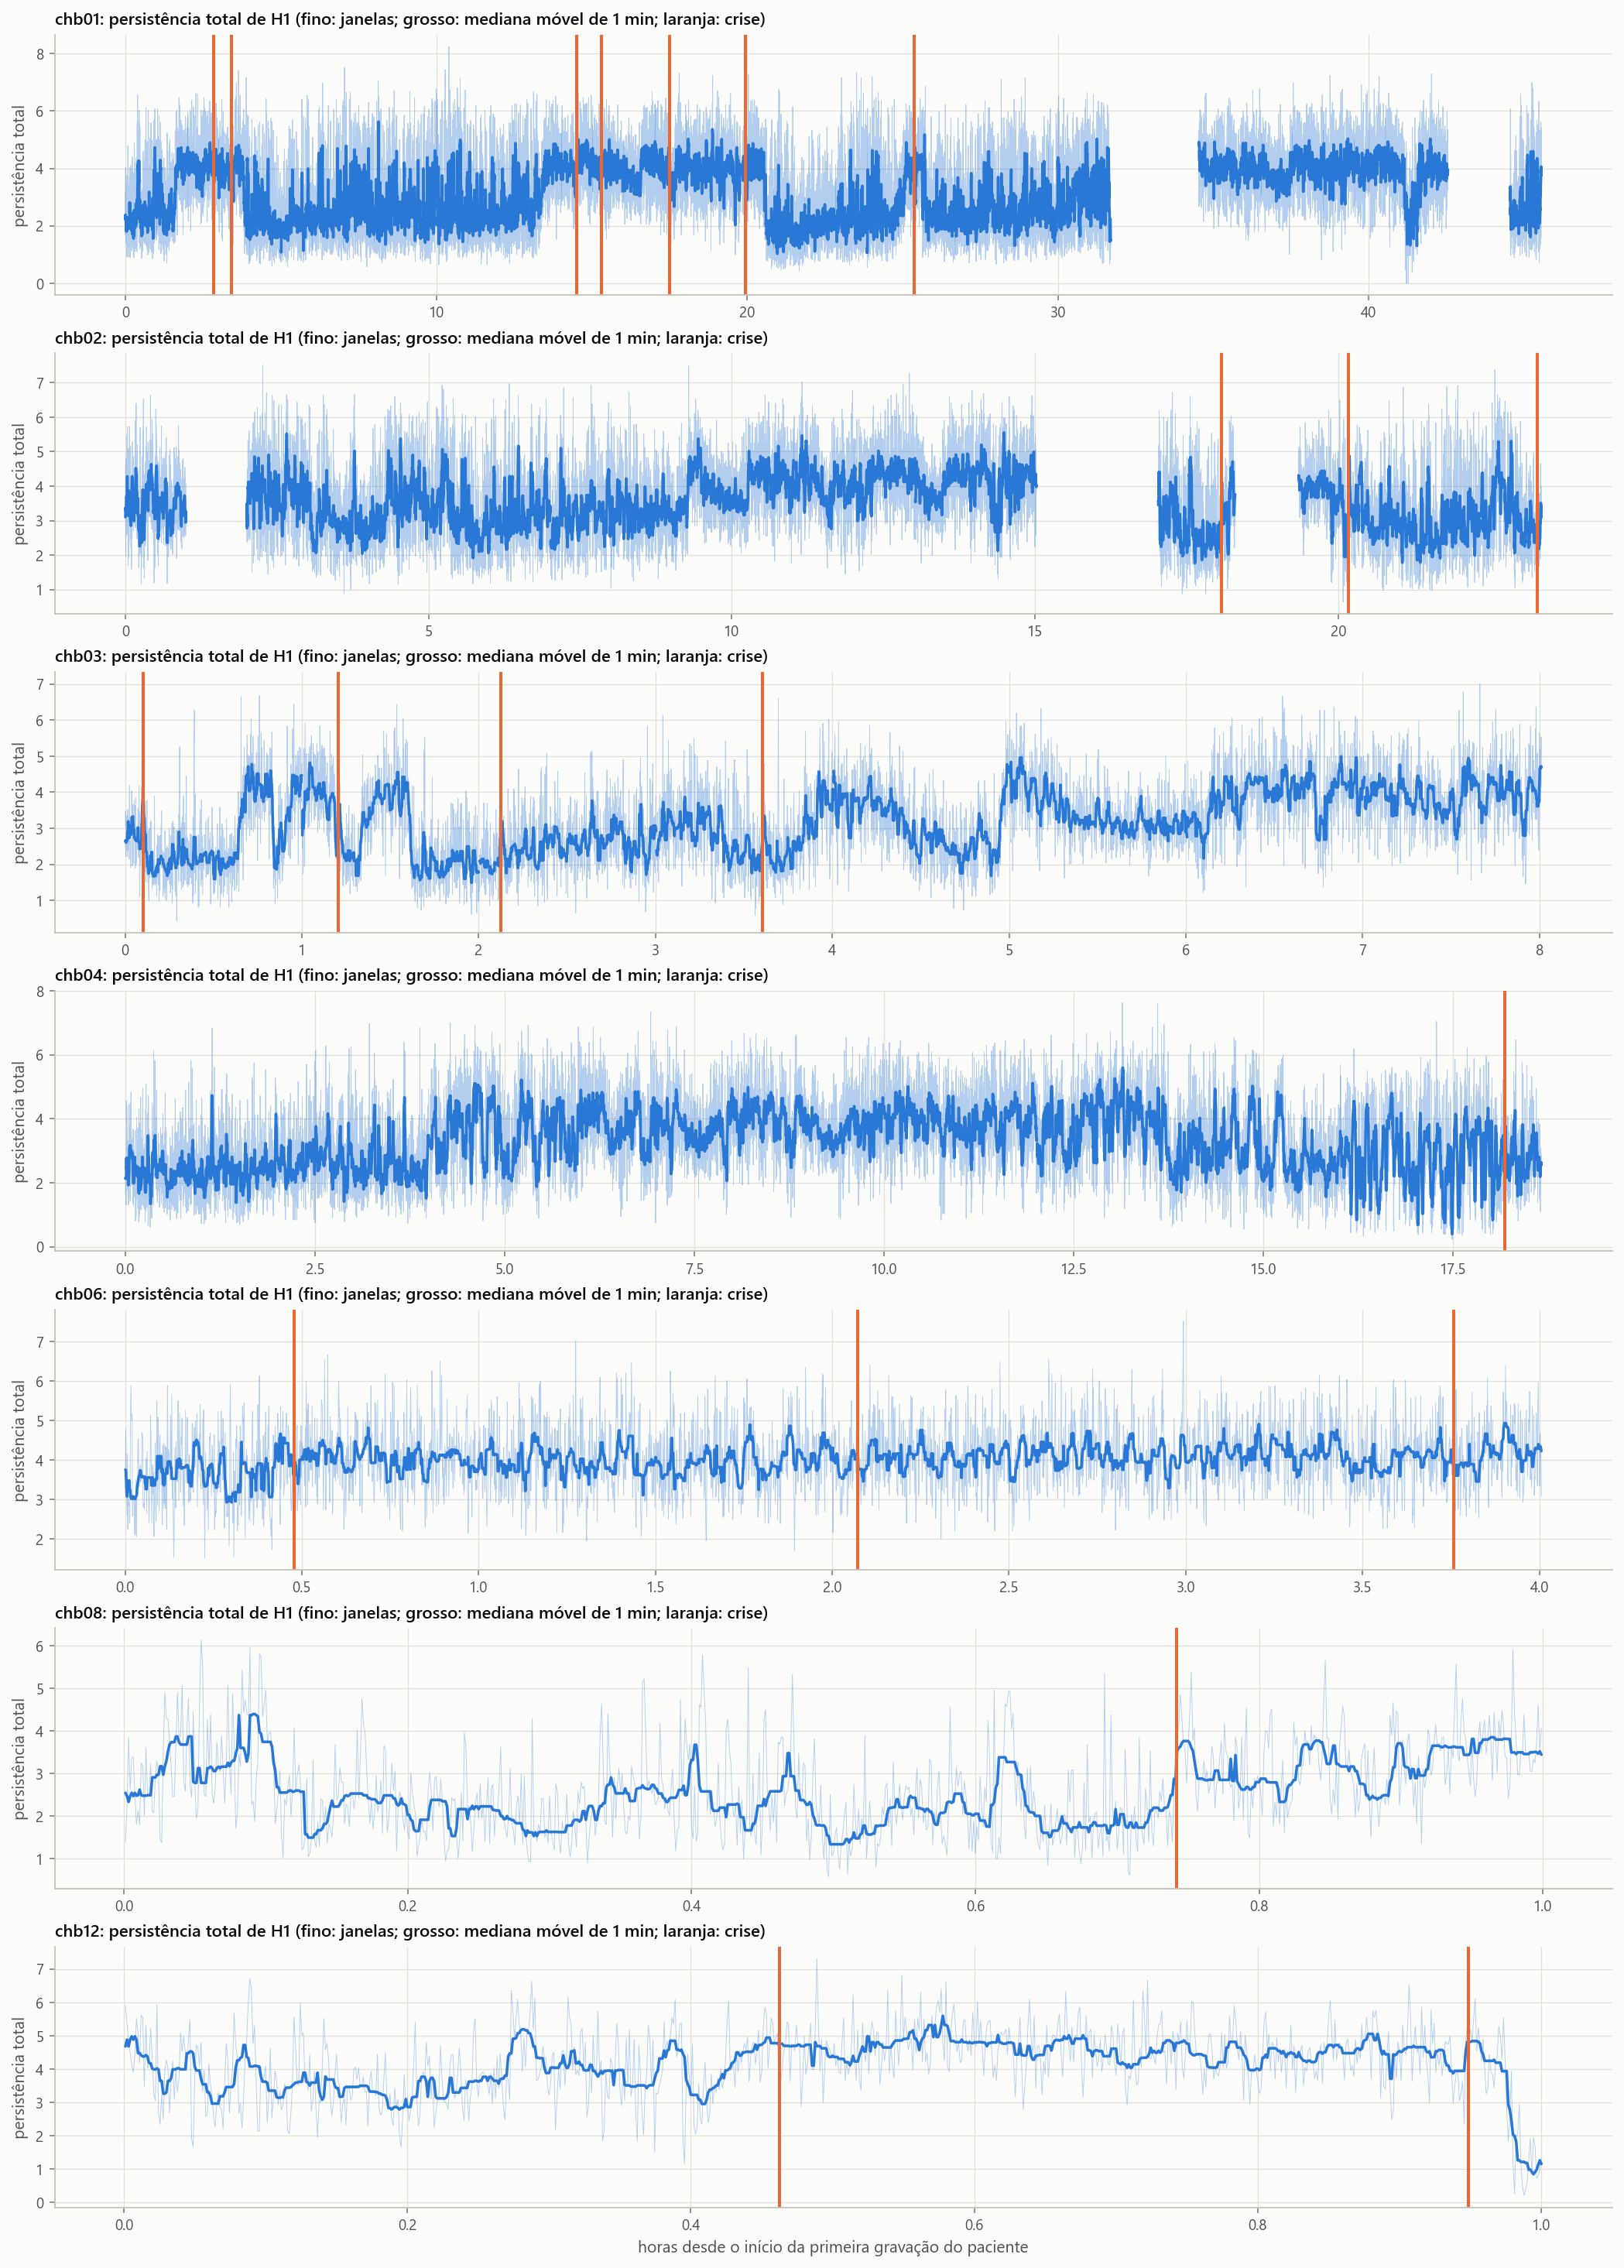 chb01: persistência total de H1 (fino: janelas; grosso: mediana móvel de 1 min; laranja: crise)
persistência total
8
6
4
2
0
0 10 20 30 40
chb02: persistência total de H1 (fino: janelas; grosso: mediana móvel de 1 min; laranja: crise)
persistência total
7
6
5
4
3
2
1
0 5 10 15 20
chb03: persistência total de H1 (fino: janelas; grosso: mediana móvel de 1 min; laranja: crise)
persistência total
7
6
5
4
3
2
1
0 1 2 3 4 5 6 7 8
chb04: persistência total de H1 (fino: janelas; grosso: mediana móvel de 1 min; laranja: crise)
persistência total
8
6
4
2
0
0.0 2.5 5.0 7.5 10.0 12.5 15.0 17.5
chb06: persistência total de H1 (fino: janelas; grosso: mediana móvel de 1 min; laranja: crise)
persistência total
7
6
5
4
3
2
0.0 0.5 1.0 1.5 2.0 2.5 3.0 3.5 4.0
chb08: persistência total de H1 (fino: janelas; grosso: mediana móvel de 1 min; laranja: crise)
persistência total
6
5
4
3
2
1
0.0 0.2 0.4 0.6 0.8 1.0
chb12: persistência total de H1 (fino: janelas; grosso: mediana móvel de 1 min; laranja: crise)
persistência total
7
6
5
4
3
2
1
0
0.0 0.2 0.4 0.6 0.8 1.0
horas desde o início da primeira gravação do paciente